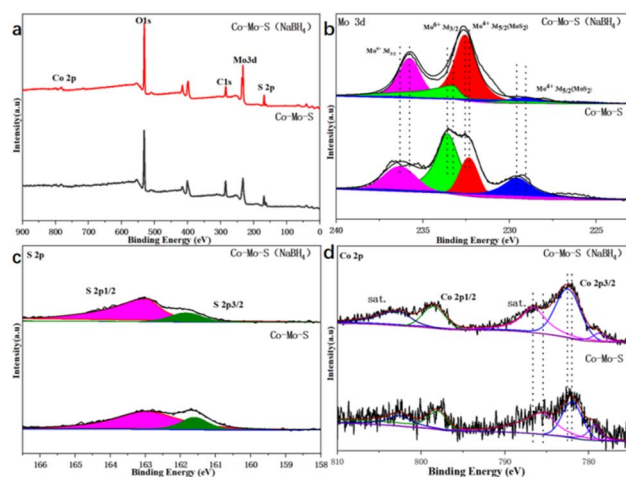 a
O1s
Co-Mo-S (NaBH₄)
Co 2p
Mo3d
C1s
S 2p
Co-Mo-S
Intensity(a.u)
900 800 700 600 500 400 300 200 100 0
Binding Energy (eV)
b
Mo 3d
Co-Mo-S (NaBH₄)
Mo⁶⁺ 3d₃/₂
Mo⁴⁺ 3d₅/₂(MoS₂)
Mo⁴⁺ 3d₅/₂(MoS₂)
Co-Mo-S
Intensity(a.u)
240 235 230 225
Binding Energy (eV)
c
S 2p
Co-Mo-S (NaBH₄)
S 2p1/2
S 2p3/2
Co-Mo-S
Intensity(a.u)
166 165 164 163 162 161 160 159 158
Binding Energy (eV)
d
Co 2p
Co-Mo-S (NaBH₄)
sat.
Co 2p1/2
sat.
Co 2p3/2
Co-Mo-S
Intensity(a.u)
810 800 790 780
Binding Energy (eV)